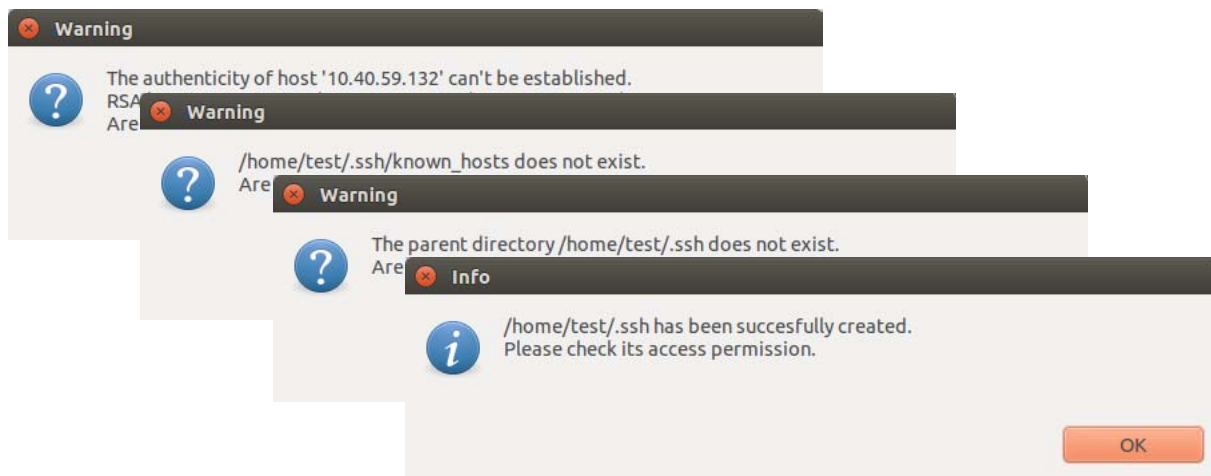 Warning
The authenticity of host '10.40.59.132' can't be established.
RSA
Are
Warning
/home/test/.ssh/known_hosts does not exist.
Are
Warning
The parent directory /home/test/.ssh does not exist.
Are
Info
/home/test/.ssh has been succesfully created.
Please check its access permission.
OK